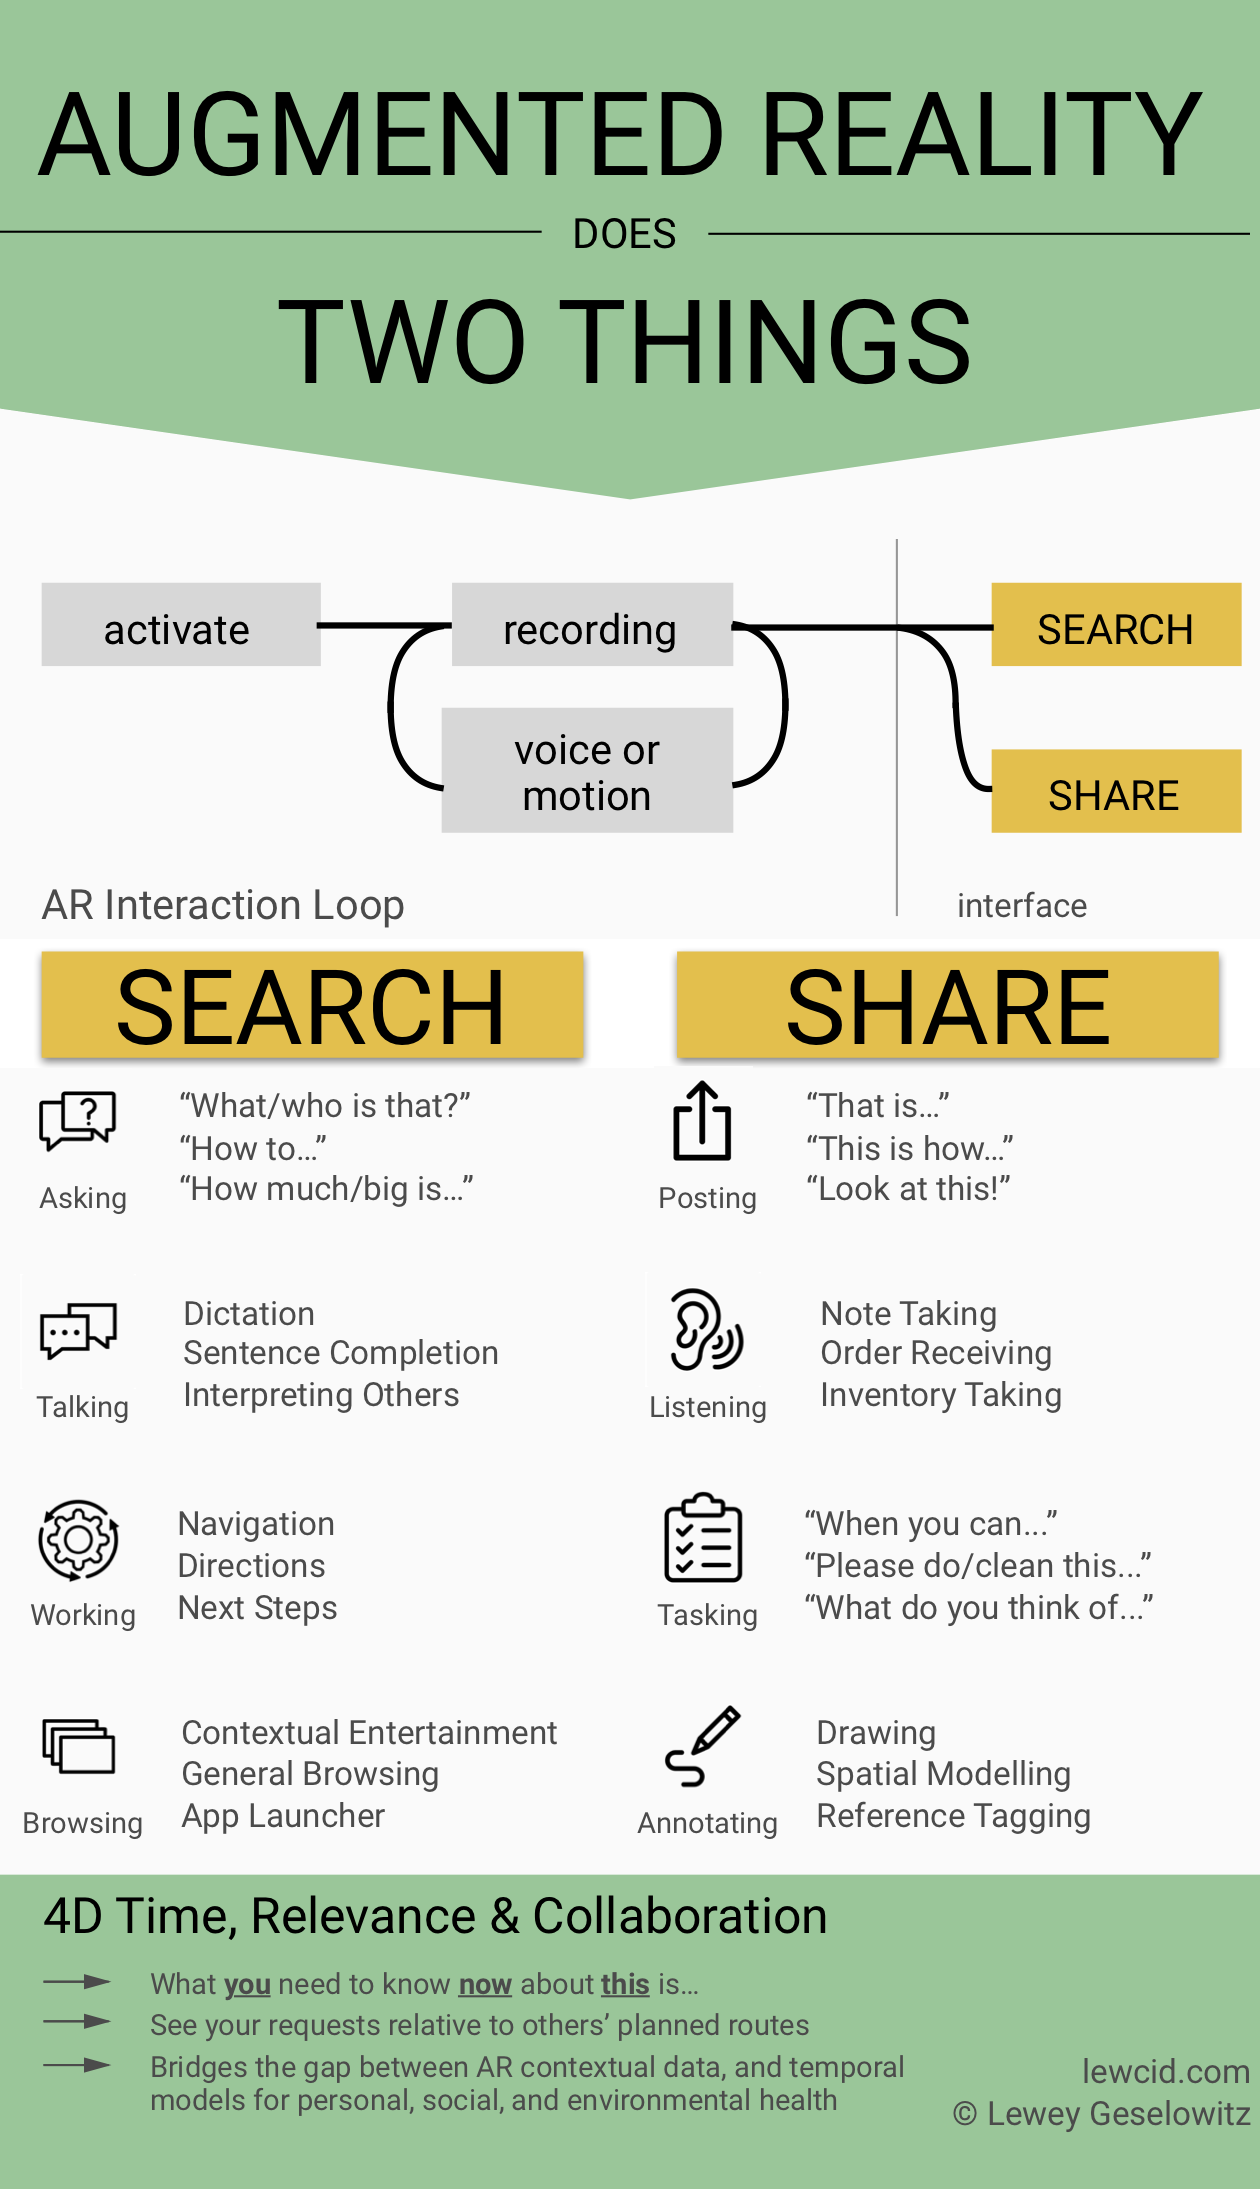 AUGMENTED REALITY
DOES
TWO THINGS
activate
recording
SEARCH
voice or
motion
SHARE
AR Interaction Loop
interface
SEARCH
SHARE
?
“What/who is that?”
“How to...”
“How much/big is...”
Asking
“That is...”
“This is how...”
“Look at this!”
Posting
Dictation
Sentence Completion
Interpreting Others
Talking
Note Taking
Order Receiving
Inventory Taking
Listening
Navigation
Directions
Next Steps
Working
“When you can...”
“Please do/clean this...”
“What do you think of...”
Tasking
Contextual Entertainment
General Browsing
App Launcher
Browsing
Drawing
Spatial Modelling
Reference Tagging
Annotating
4D Time, Relevance & Collaboration
What you need to know now about this is...
See your requests relative to others’ planned routes
Bridges the gap between AR contextual data, and temporal
models for personal, social, and environmental health
lewcid.com
© Lewey Geselowitz